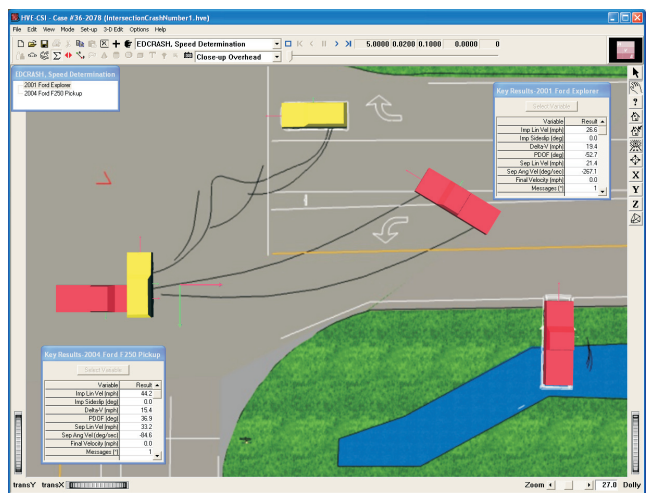 HVE-CSI - Case #36-2078 (IntersectionCrashNumber1.hve)
File Edit View Mode Set-up 3-D Edit Options Help
EDCRASH, Speed Determination 5.0000 0.0200 0.1000 0.0000 0
Close-up Overhead
EDCRASH, Speed Determination
2001 Ford Explorer
2004 Ford F250 Pickup
Key Results-2001 Ford Explorer
Select Variable
Variable Result
Imp Lin Vel (mph) 26.6
Imp Sideslip (deg) 0.0
Delta-V (mph) 19.4
PDOF (deg) -52.7
Sep Lin Vel (mph) 21.4
Sep Ang Vel (deg/sec) -267.1
Final Velocity (mph) 0.0
Messages (*) 1
?
X
Y
Z
Key Results-2004 Ford F250 Pickup
Select Variable
Variable Result
Imp Lin Vel (mph) 44.2
Imp Sideslip (deg) 0.0
Delta-V (mph) 15.4
PDOF (deg) 36.9
Sep Lin Vel (mph) 33.2
Sep Ang Vel (deg/sec) -84.6
Final Velocity (mph) 0.0
Messages (*) 1
transY transX Zoom 27.0 Dolly